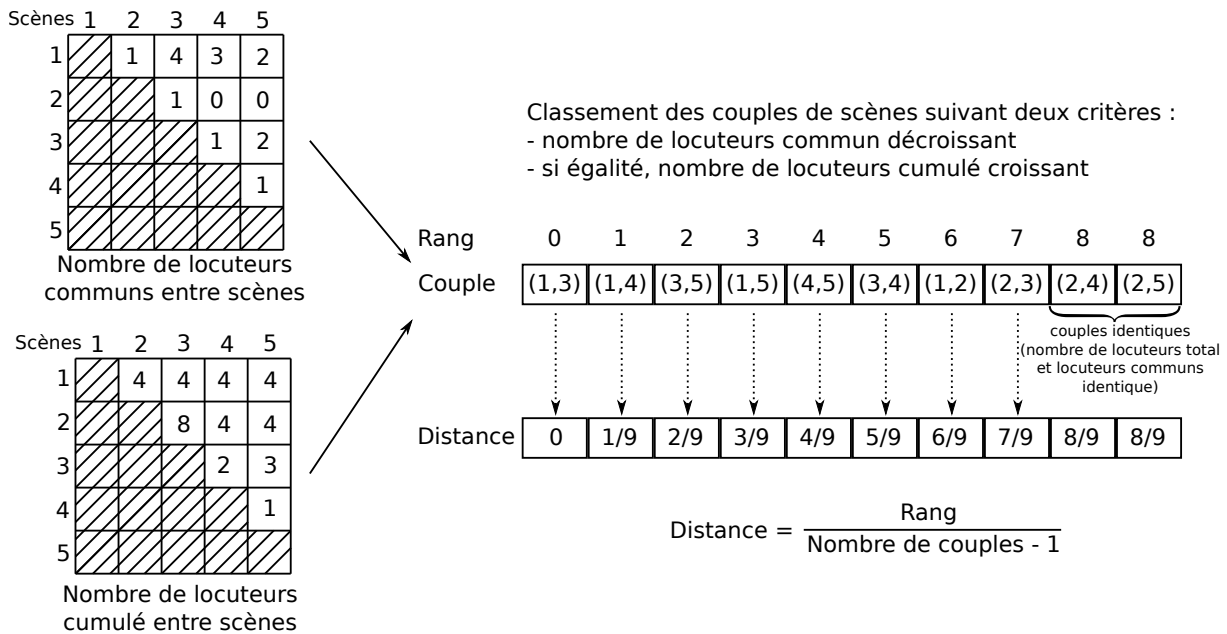 Scènes 1 2 3 4 5
1 1 4 3 2
2 1 0 0
3 1 2
4 1
5
Nombre de locuteurs
communs entre scènes
Scènes 1 2 3 4 5
1 4 4 4 4
2 8 4 4
3 2 3
4 1
5
Nombre de locuteurs
cumulé entre scènes
Classement des couples de scènes suivant deux critères :
- nombre de locuteurs commun décroissant
- si égalité, nombre de locuteurs cumulé croissant
Rang 0 1 2 3 4 5 6 7 8 8
Couple (1,3) (1,4) (3,5) (1,5) (4,5) (3,4) (1,2) (2,3) (2,4) (2,5)
couples identiques
(nombre de locuteurs total
et locuteurs communs
identique)
Distance 0 1/9 2/9 3/9 4/9 5/9 6/9 7/9 8/9 8/9
Distance = Rang
Nombre de couples - 1